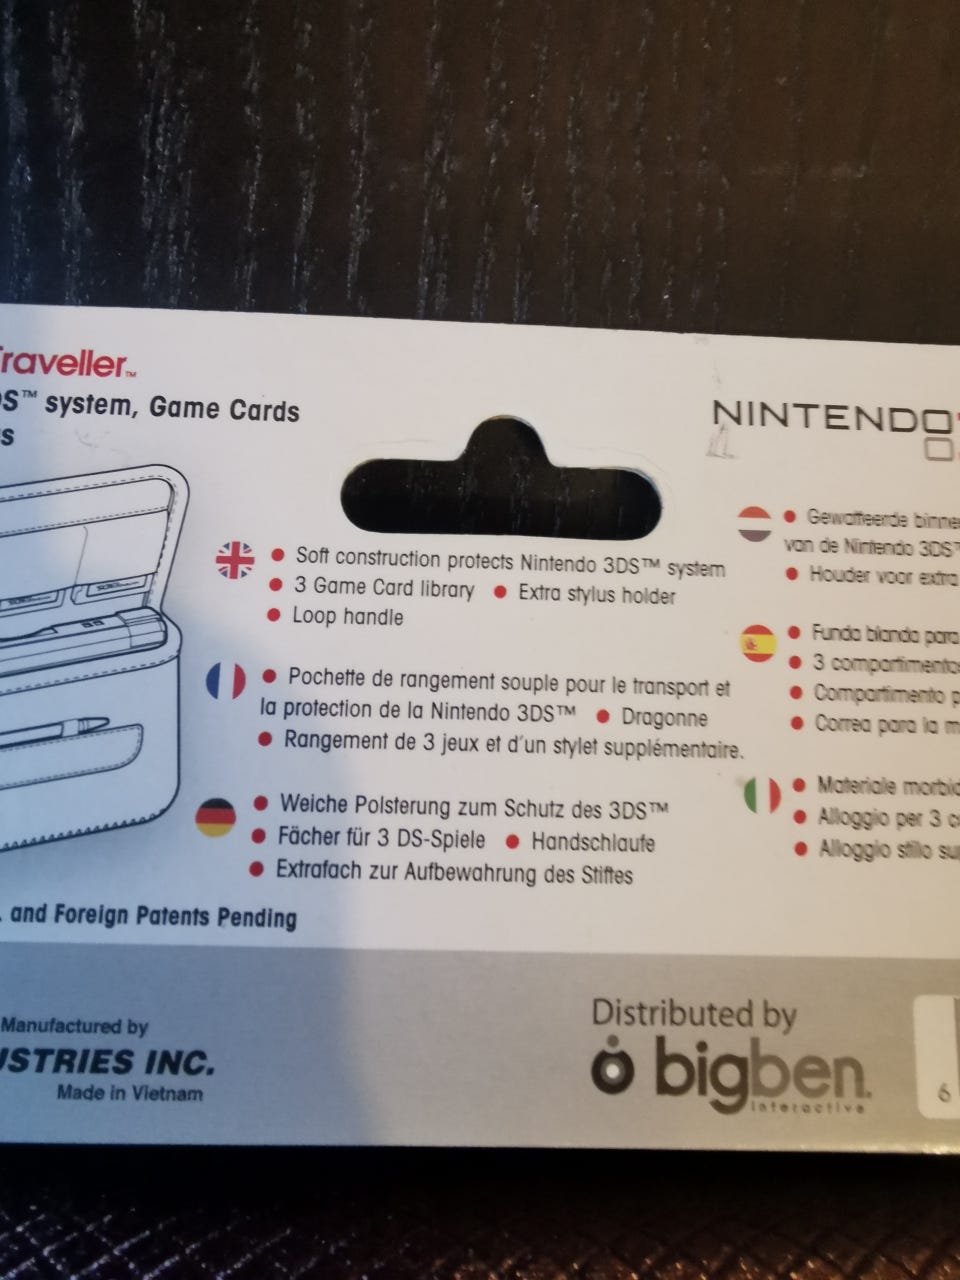 Traveller™
DS™ system, Game Cards
NINTENDO
• Soft construction protects Nintendo 3DS™ system
• 3 Game Card library • Extra stylus holder
• Loop handle
• Pochette de rangement souple pour le transport et
la protection de la Nintendo 3DS™ • Dragonne
• Rangement de 3 jeux et d'un stylet supplémentaire.
• Weiche Polsterung zum Schutz des 3DS™
• Fächer für 3 DS-Spiele • Handschlaufe
• Extrafach zur Aufbewahrung des Stiftes
• Gewatteerde
van de Nintendo 3DS™
• Houder voor extra
• Funda blanda para
• 3 compartimentos
• Compartimento
• Correa para la
• Materiale
• Alloggio per 3
• Alloggio stilo
and Foreign Patents Pending
Manufactured by
USTRIES INC.
Made in Vietnam
Distributed by
bigben
interactive
6